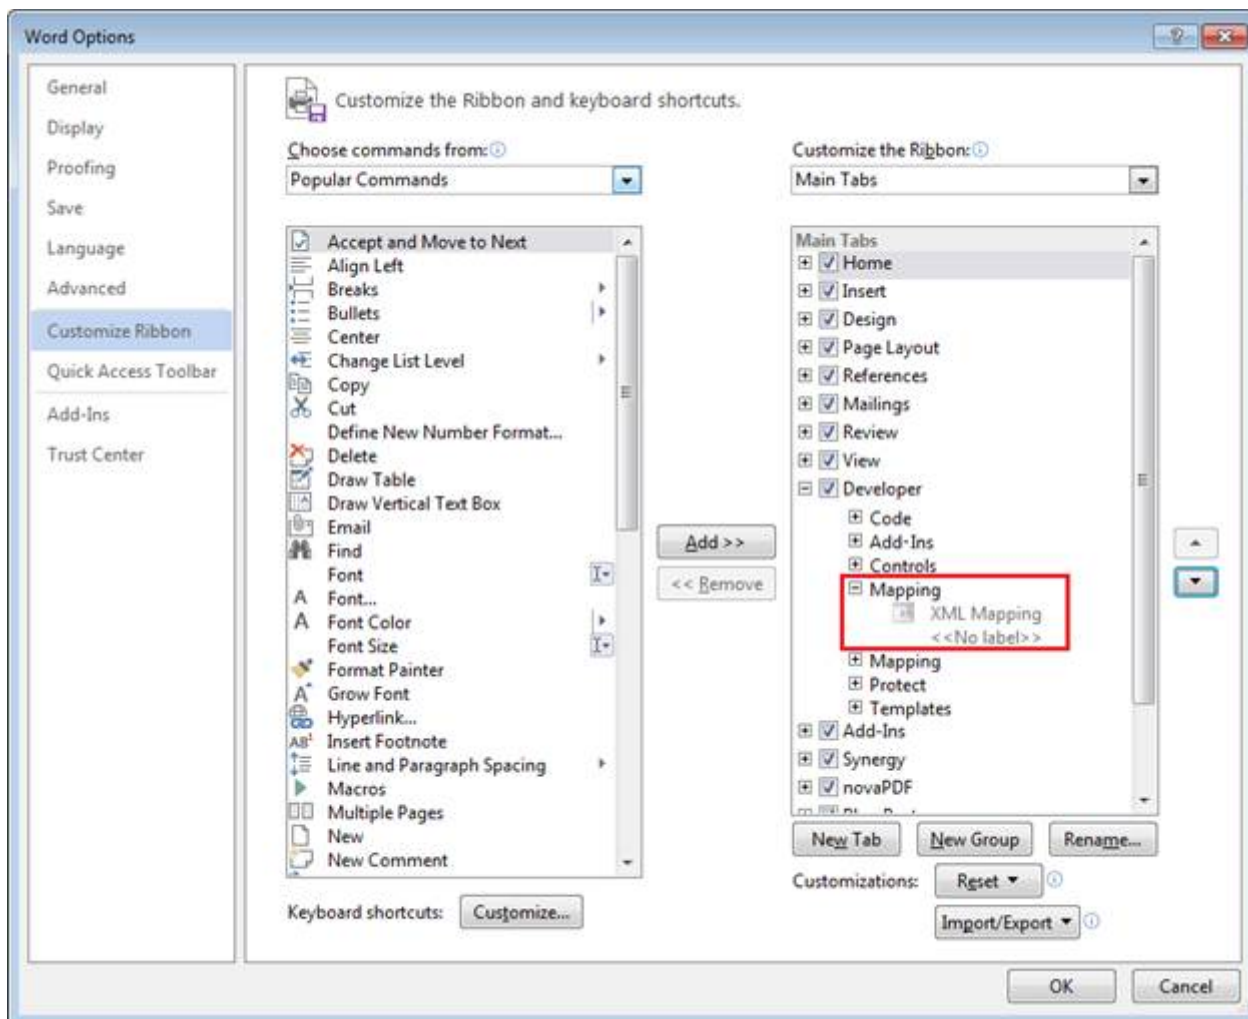 Word Options
General
Display
Proofing
Save
Language
Advanced
Customize Ribbon
Quick Access Toolbar
Add-Ins
Trust Center
Customize the Ribbon and keyboard shortcuts.
Choose commands from:
Popular Commands
Accept and Move to Next
Align Left
Breaks
Bullets
Center
Change List Level
Copy
Cut
Define New Number Format...
Delete
Draw Table
Draw Vertical Text Box
Email
Find
Font
Font...
Font Color
Font Size
Format Painter
Grow Font
Hyperlink...
Insert Footnote
Line and Paragraph Spacing
Macros
Multiple Pages
New
New Comment
Keyboard shortcuts: Customize...
Add >>
<< Remove
Customize the Ribbon:
Main Tabs
Main Tabs
Home
Insert
Design
Page Layout
References
Mailings
Review
View
Developer
Code
Add-Ins
Controls
Mapping
XML Mapping
<<No label>>
Mapping
Protect
Templates
Add-Ins
Synergy
novaPDF
New Tab New Group Rename...
Customizations: Reset
Import/Export
OK Cancel